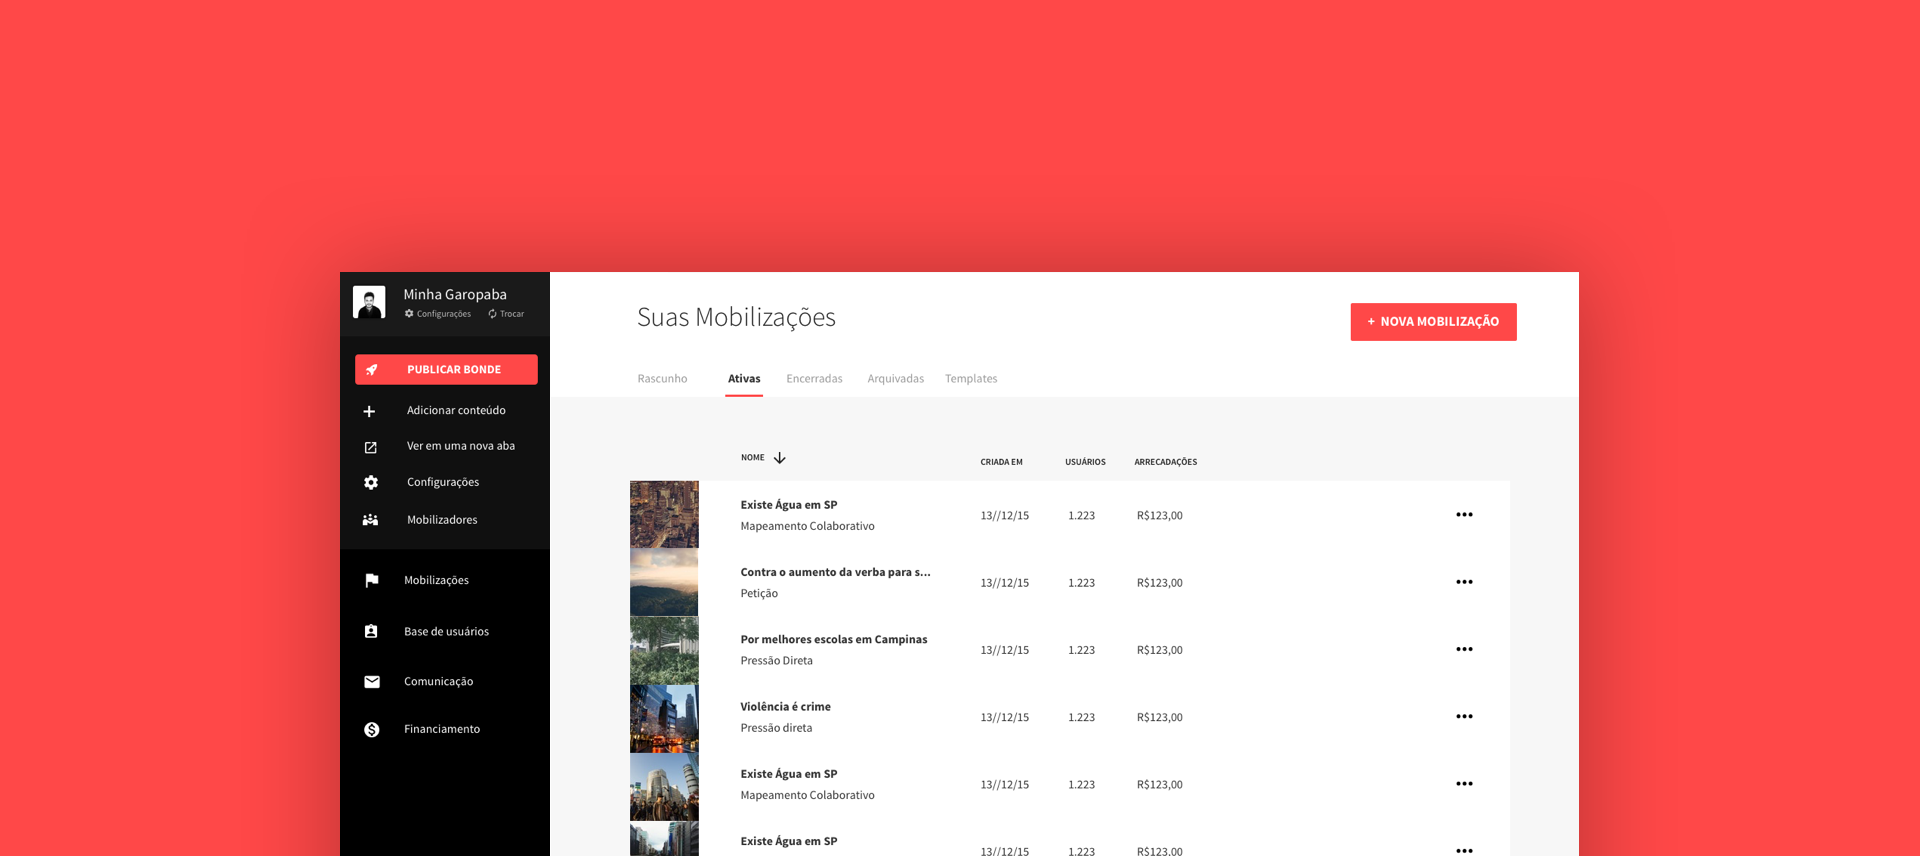 Minha Garopaba
Configurações Trocar
PUBLICAR BONDE
Adicionar conteúdo
Ver em uma nova aba
Configurações
Mobilizadores
Mobilizações
Base de usuários
Comunicação
Financiamento
Suas Mobilizações
+ NOVA MOBILIZAÇÃO
Rascunho Ativas Encerradas Arquivadas Templates
NOME CRIADA EM USUÁRIOS ARRECADAÇÕES
Existe Água em SP
Mapeamento Colaborativo
13//12/15 1.223 R$123,00
Contra o aumento da verba para s...
Petição
13//12/15 1.223 R$123,00
Por melhores escolas em Campinas
Pressão Direta
13//12/15 1.223 R$123,00
Violência é crime
Pressão direta
13//12/15 1.223 R$123,00
Existe Água em SP
Mapeamento Colaborativo
13//12/15 1.223 R$123,00
Existe Água em SP
13//12/15 1.223 R$123,00